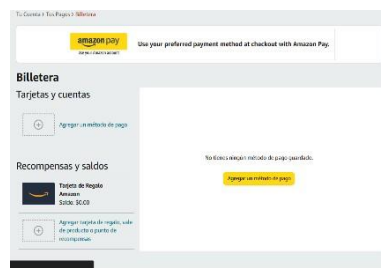 Tu Cuenta › Tus Pagos › Billetera
amazon pay
Use your preferred payment method at checkout with Amazon Pay.
Billetera
Tarjetas y cuentas
Agregar un método de pago
No tienes ningún método de pago guardado.
Agregar un método de pago
Recompensas y saldos
Tarjeta de Regalo
Amazon
Saldo: $0.00
Agregar tarjeta de regalo, vale
de producto o punto de
recompensas